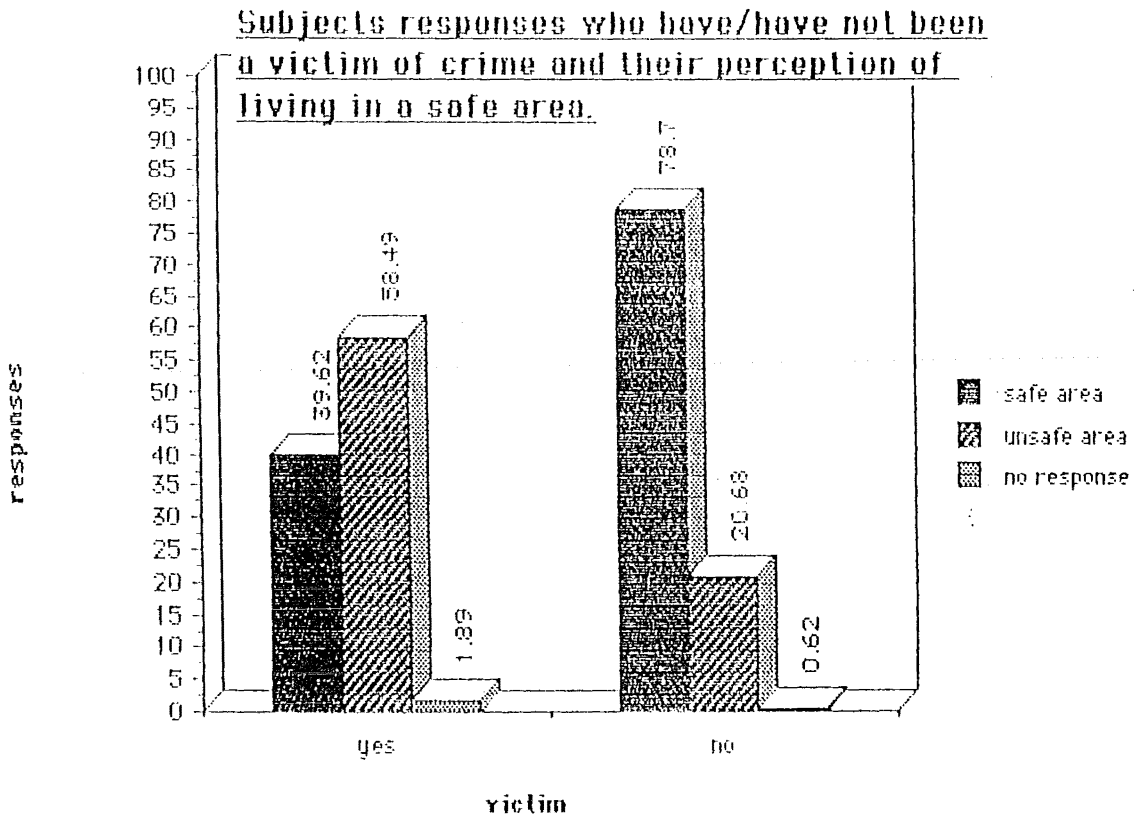 Subjects responses who have/have not been
a victim of crime and their perception of
living in a safe area.
100
95
90
85
80
75
70
65
60
55
50
45
40
35
30
25
20
15
10
5
0
responses
39.62
58.49
1.89
78.7
20.68
0.62
yes
no
victim
safe area
unsafe area
no response